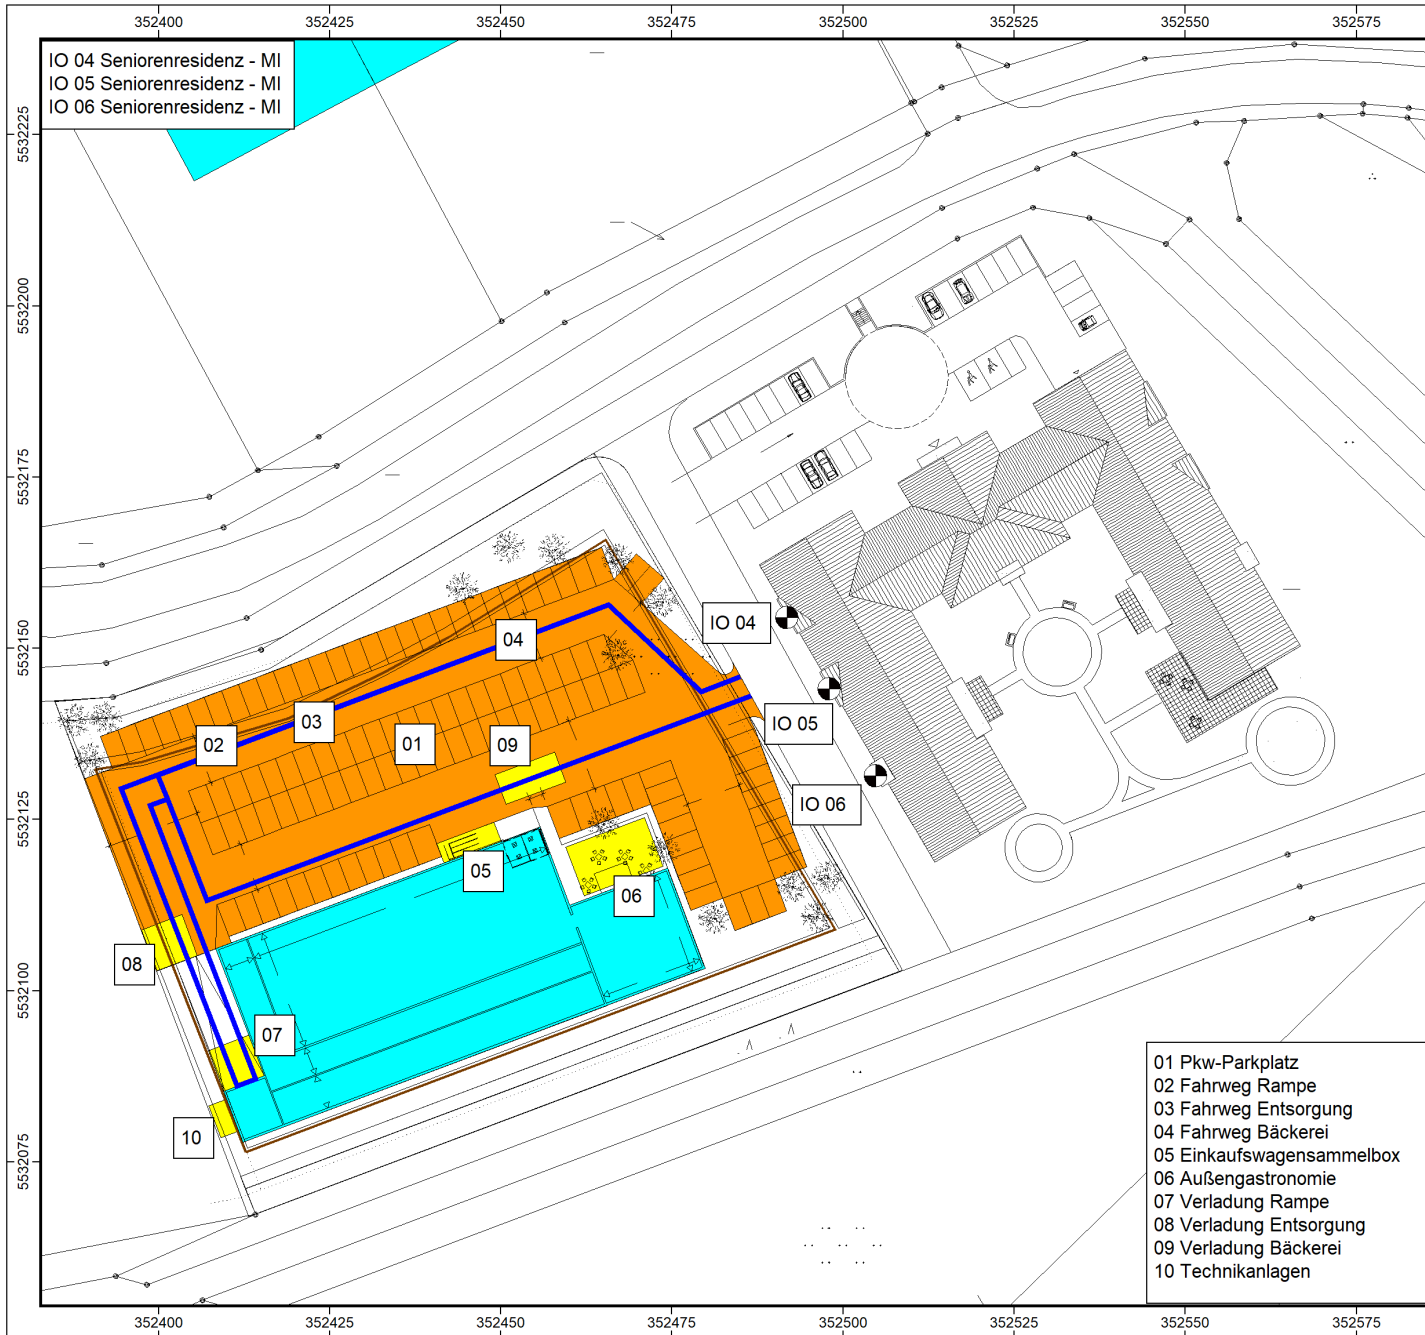 352400 352425 352450 352475 352500 352525 352550 352575
IO 04 Seniorenresidenz - MI
IO 05 Seniorenresidenz - MI
IO 06 Seniorenresidenz - MI
5532225
5532200
5532175
5532150
5532125
5532100
5532075
IO 04
04
IO 05
03
02
01
09
IO 06
05
06
08
07
10
01 Pkw-Parkplatz
02 Fahrweg Rampe
03 Fahrweg Entsorgung
04 Fahrweg Bäckerei
05 Einkaufswagensammelbox
06 Außengastronomie
07 Verladung Rampe
08 Verladung Entsorgung
09 Verladung Bäckerei
10 Technikanlagen
352400 352425 352450 352475 352500 352525 352550 352575